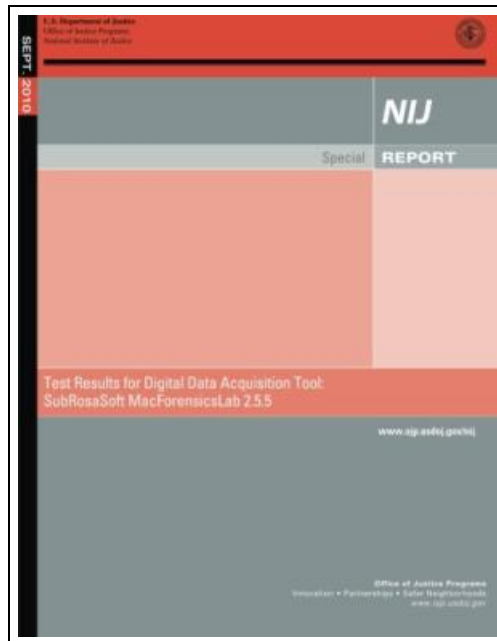 U.S. Department of Justice
Office of Justice Programs
National Institute of Justice
SEPT. 2010
NIJ
Special REPORT
Test Results for Digital Data Acquisition Tool:
SubRosaSoft MacForensicsLab 2.5.5
www.ojp.usdoj.gov/nij
Office of Justice Programs
Innovation • Partnerships • Safer Neighborhoods
www.ojp.usdoj.gov